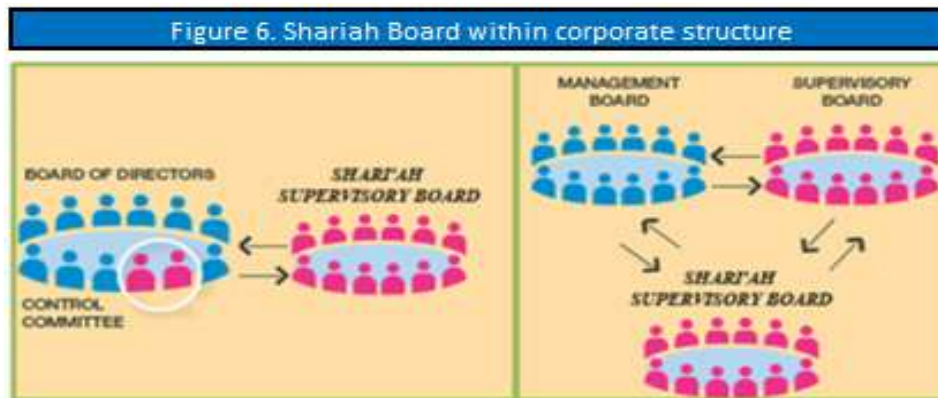 Figure 6. Shariah Board within corporate structure
BOARD OF DIRECTORS
SHARI'AH
SUPERVISORY BOARD
CONTROL
COMMITTEE
MANAGEMENT
BOARD
SUPERVISORY
BOARD
SHARI'AH
SUPERVISORY BOARD